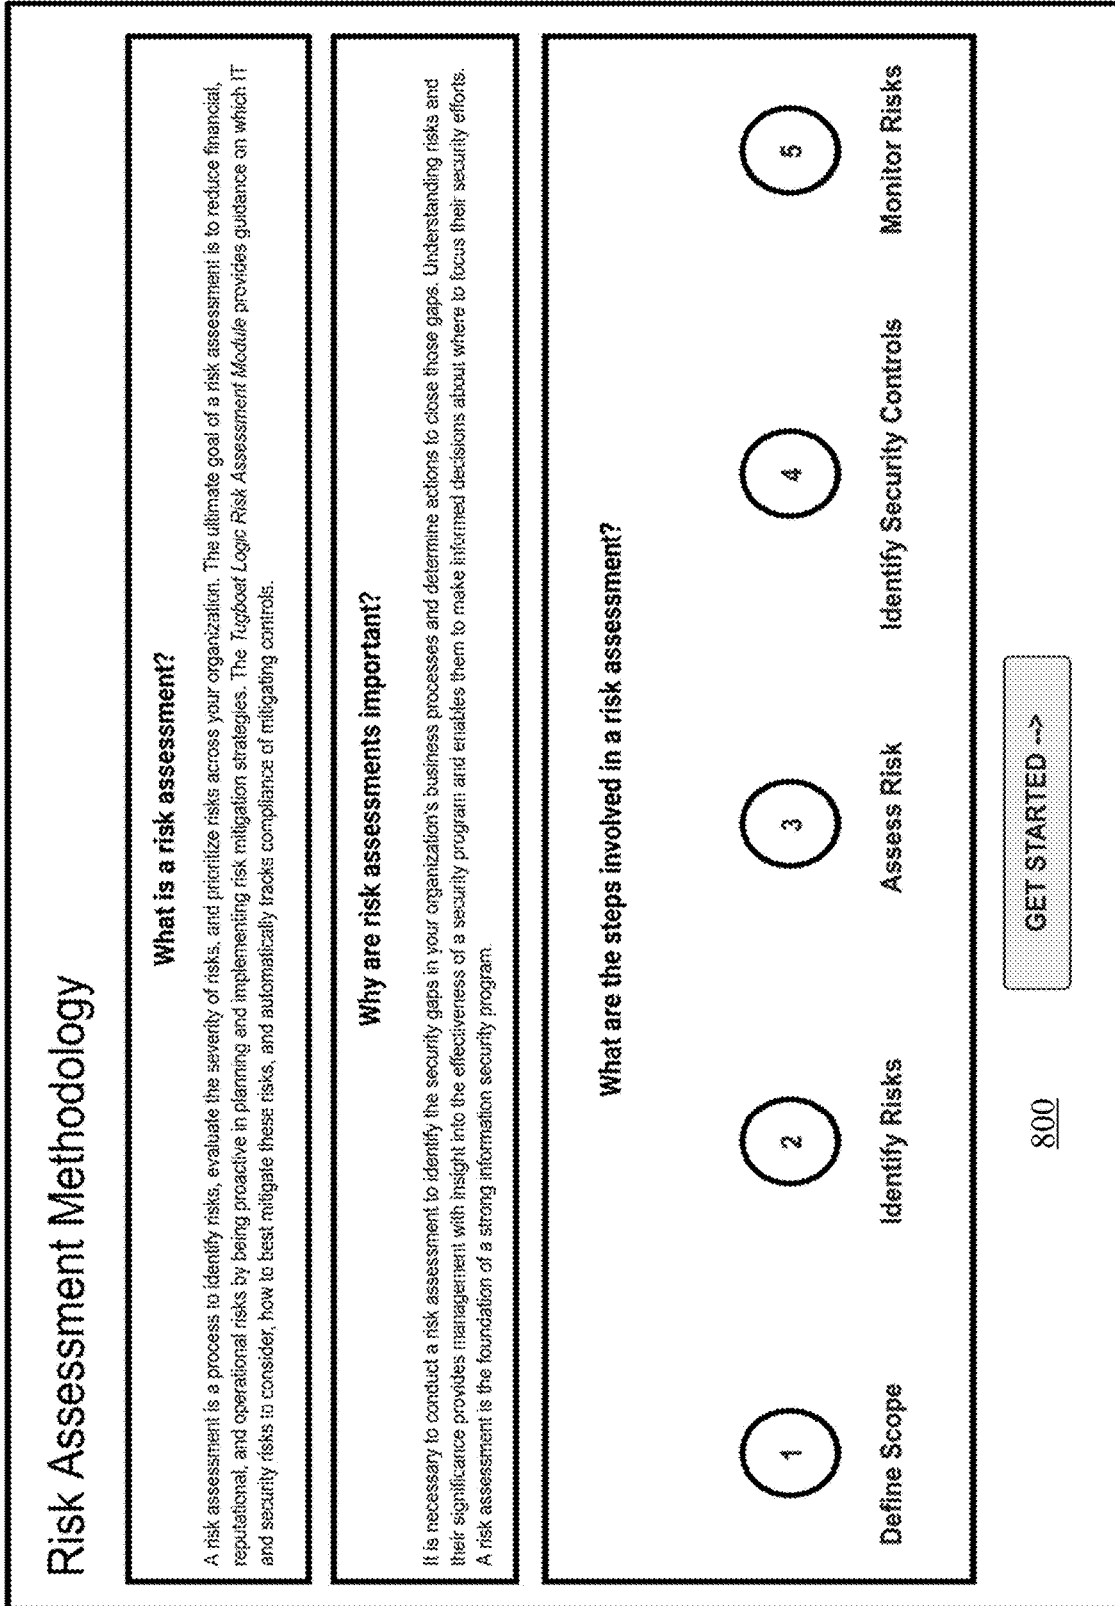 Risk Assessment Methodology
What is a risk assessment?
A risk assessment is a process to identify risks, evaluate the severity of risks, and prioritize risks across your organization. The ultimate goal of a risk assessment is to reduce financial,
reputational, and operational risks by being proactive in planning and implementing risk mitigation strategies. The Tugboat Logic Risk Assessment Module provides guidance on which IT
and security risks to consider, how to best mitigate these risks, and automatically tracks compliance of mitigating controls.
Why are risk assessments important?
It is necessary to conduct a risk assessment to identify the security gaps in your organization's business processes and determine actions to close those gaps. Understanding risks and
their significance provides management with insight into the effectiveness of a security program and enables them to make informed decisions about where to focus their security efforts.
A risk assessment is the foundation of a strong information security program.
What are the steps involved in a risk assessment?
1 2 3 4 5
Define Scope Identify Risks Assess Risk Identify Security Controls Monitor Risks
GET STARTED -->
800